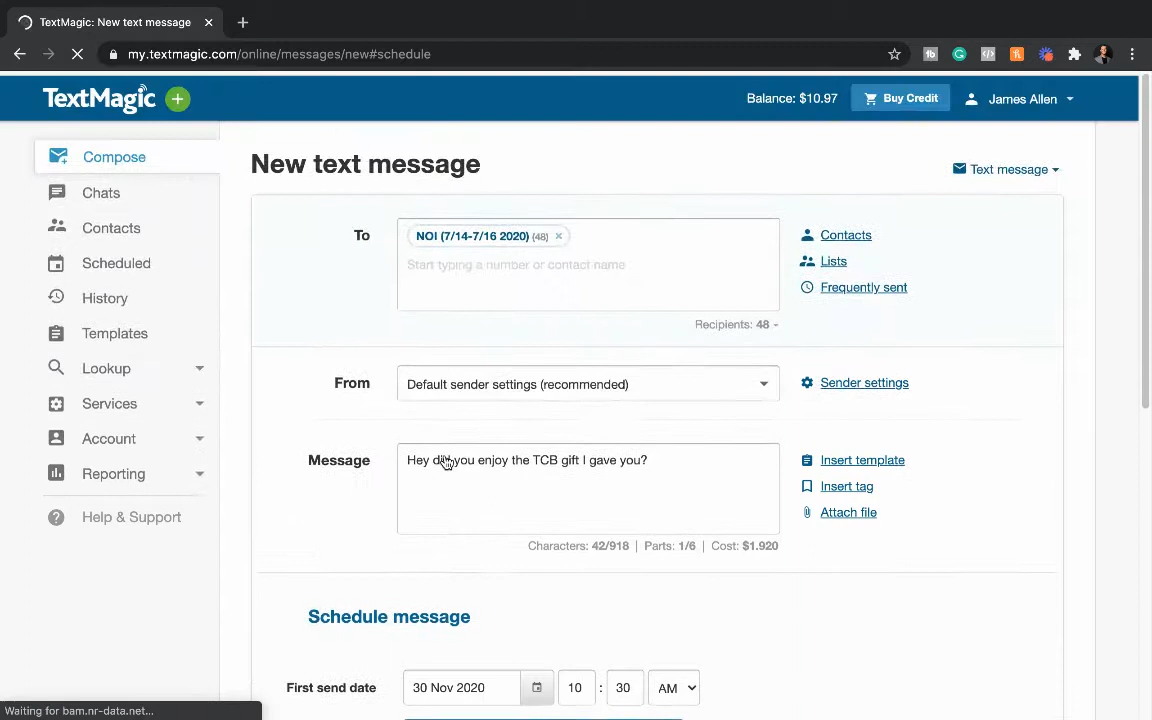 TextMagic: New text message
my.textmagic.com/online/messages/new#schedule
TextMagic
Balance: $10.97
Buy Credit
James Allen
Compose
Chats
Contacts
Scheduled
History
Templates
Lookup
Services
Account
Reporting
Help & Support
New text message
Text message
To
NOI (7/14-7/16 2020) (48) ×
Start typing a number or contact name
Contacts
Lists
Frequently sent
Recipients: 48
From
Default sender settings (recommended)
Sender settings
Message
Hey did you enjoy the TCB gift I gave you?
Insert template
Insert tag
Attach file
Characters: 42/918 | Parts: 1/6 | Cost: $1.920
Schedule message
First send date
30 Nov 2020
10 : 30 AM
Waiting for bam.nr-data.net...